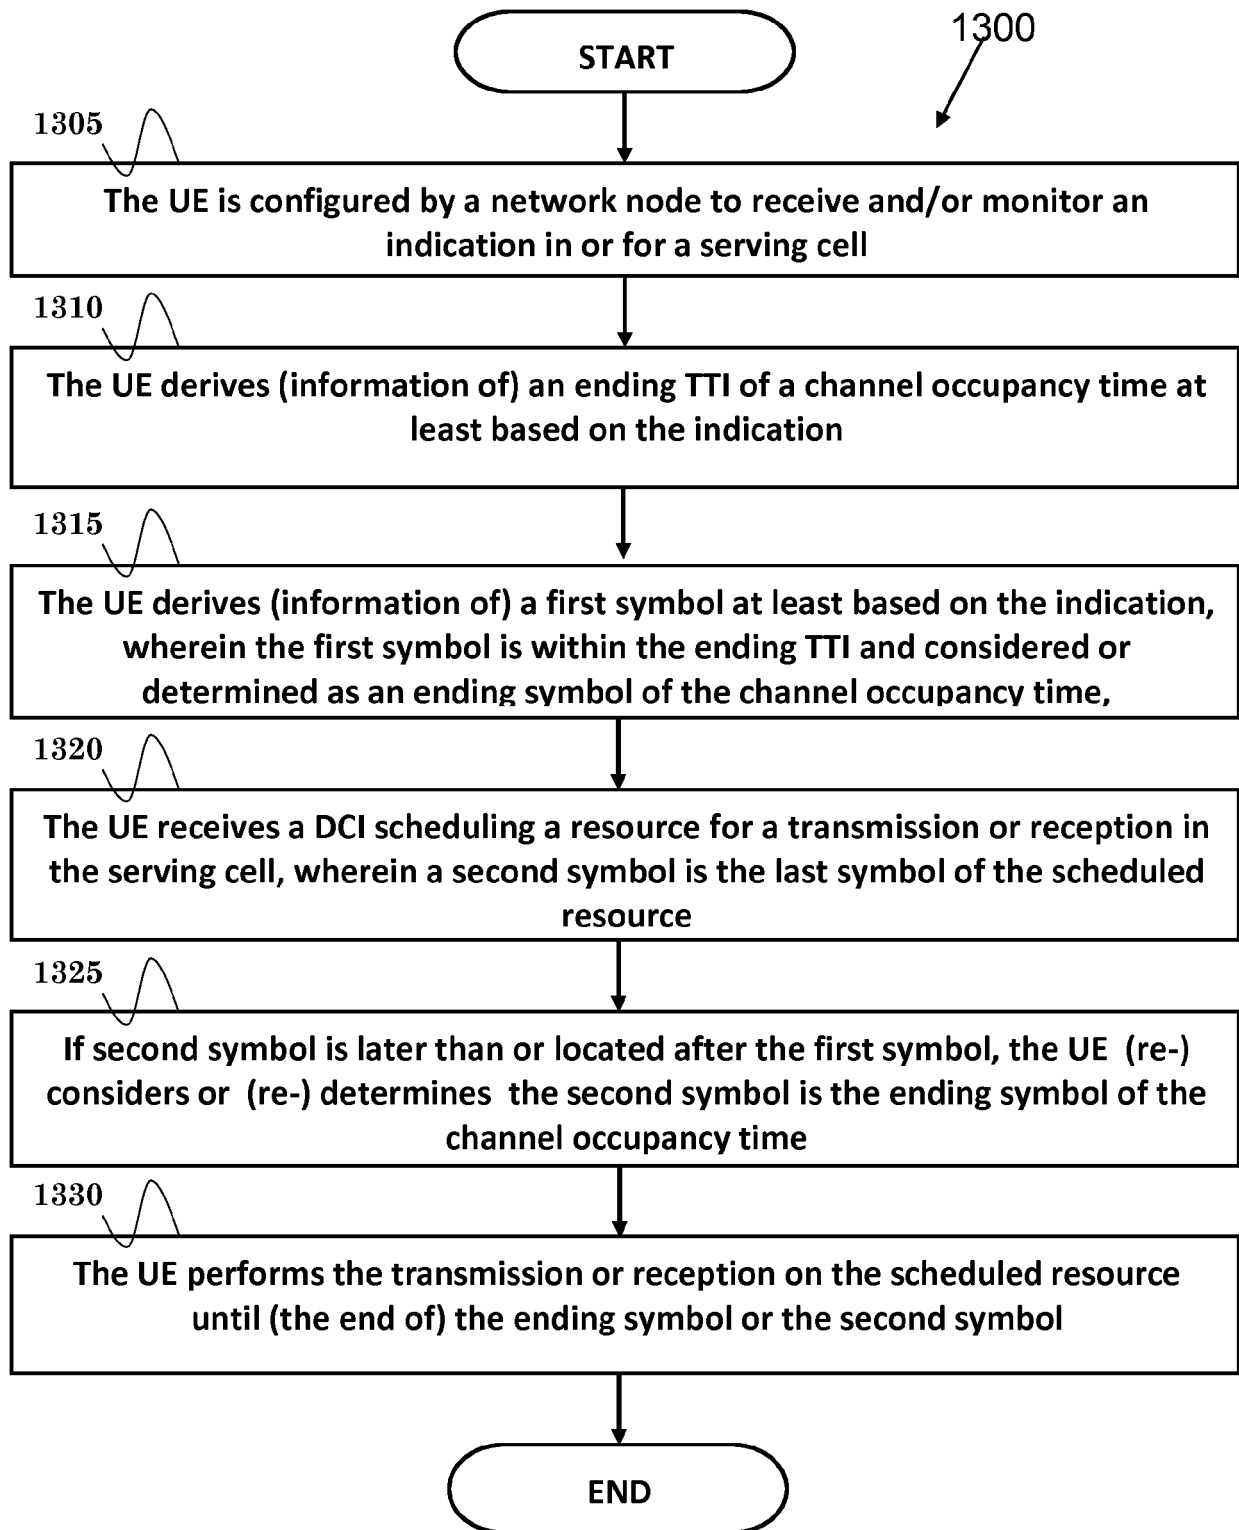 START
1300
1305
The UE is configured by a network node to receive and/or monitor an
indication in or for a serving cell
1310
The UE derives (information of) an ending TTI of a channel occupancy time at
least based on the indication
1315
The UE derives (information of) a first symbol at least based on the indication,
wherein the first symbol is within the ending TTI and considered or
determined as an ending symbol of the channel occupancy time,
1320
The UE receives a DCI scheduling a resource for a transmission or reception in
the serving cell, wherein a second symbol is the last symbol of the scheduled
resource
1325
If second symbol is later than or located after the first symbol, the UE (re-)
considers or (re-) determines the second symbol is the ending symbol of the
channel occupancy time
1330
The UE performs the transmission or reception on the scheduled resource
until (the end of) the ending symbol or the second symbol
END